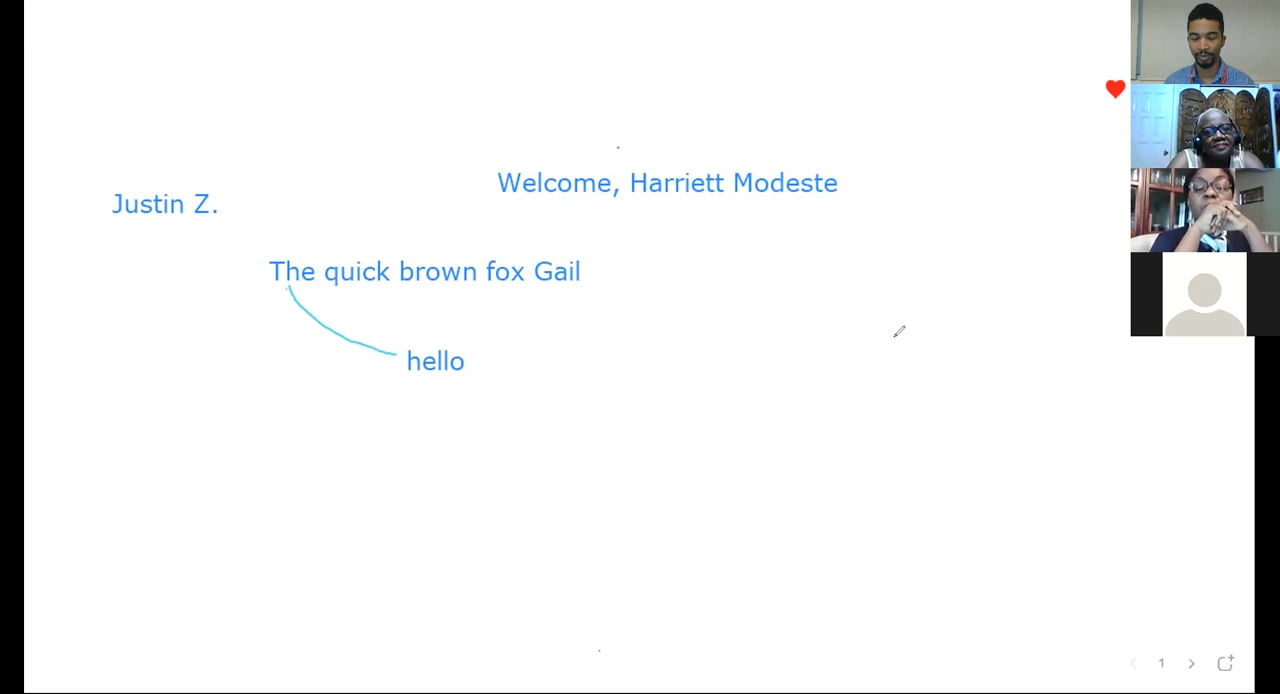 Welcome, Harriett Modeste
Justin Z.
The quick brown fox Gail
hello
1